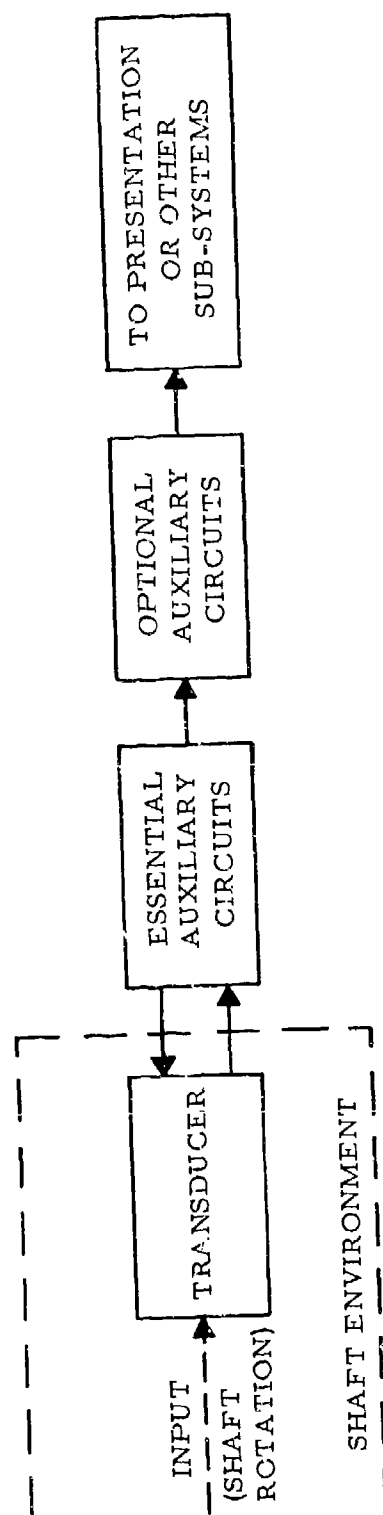 INPUT
(SHAFT
ROTATION)
TRANSDUCER
SHAFT ENVIRONMENT
ESSENTIAL
AUXILIARY
CIRCUITS
OPTIONAL
AUXILIARY
CIRCUITS
TO PRESENTATION
OR OTHER
SUB-SYSTEMS